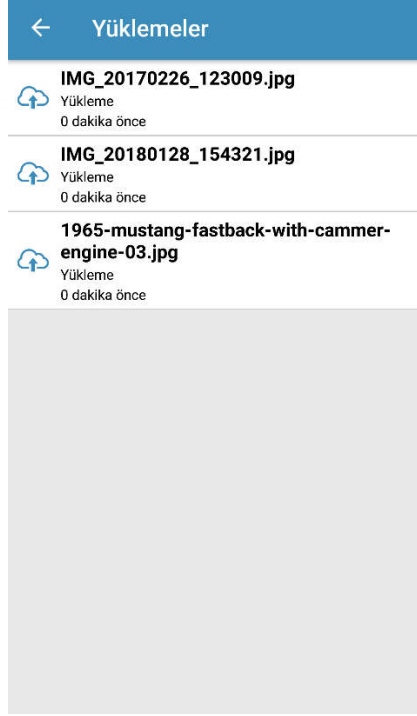 Yüklemeler
IMG_20170226_123009.jpg
Yükleme
0 dakika önce
IMG_20180128_154321.jpg
Yükleme
0 dakika önce
1965-mustang-fastback-with-cammer-
engine-03.jpg
Yükleme
0 dakika önce